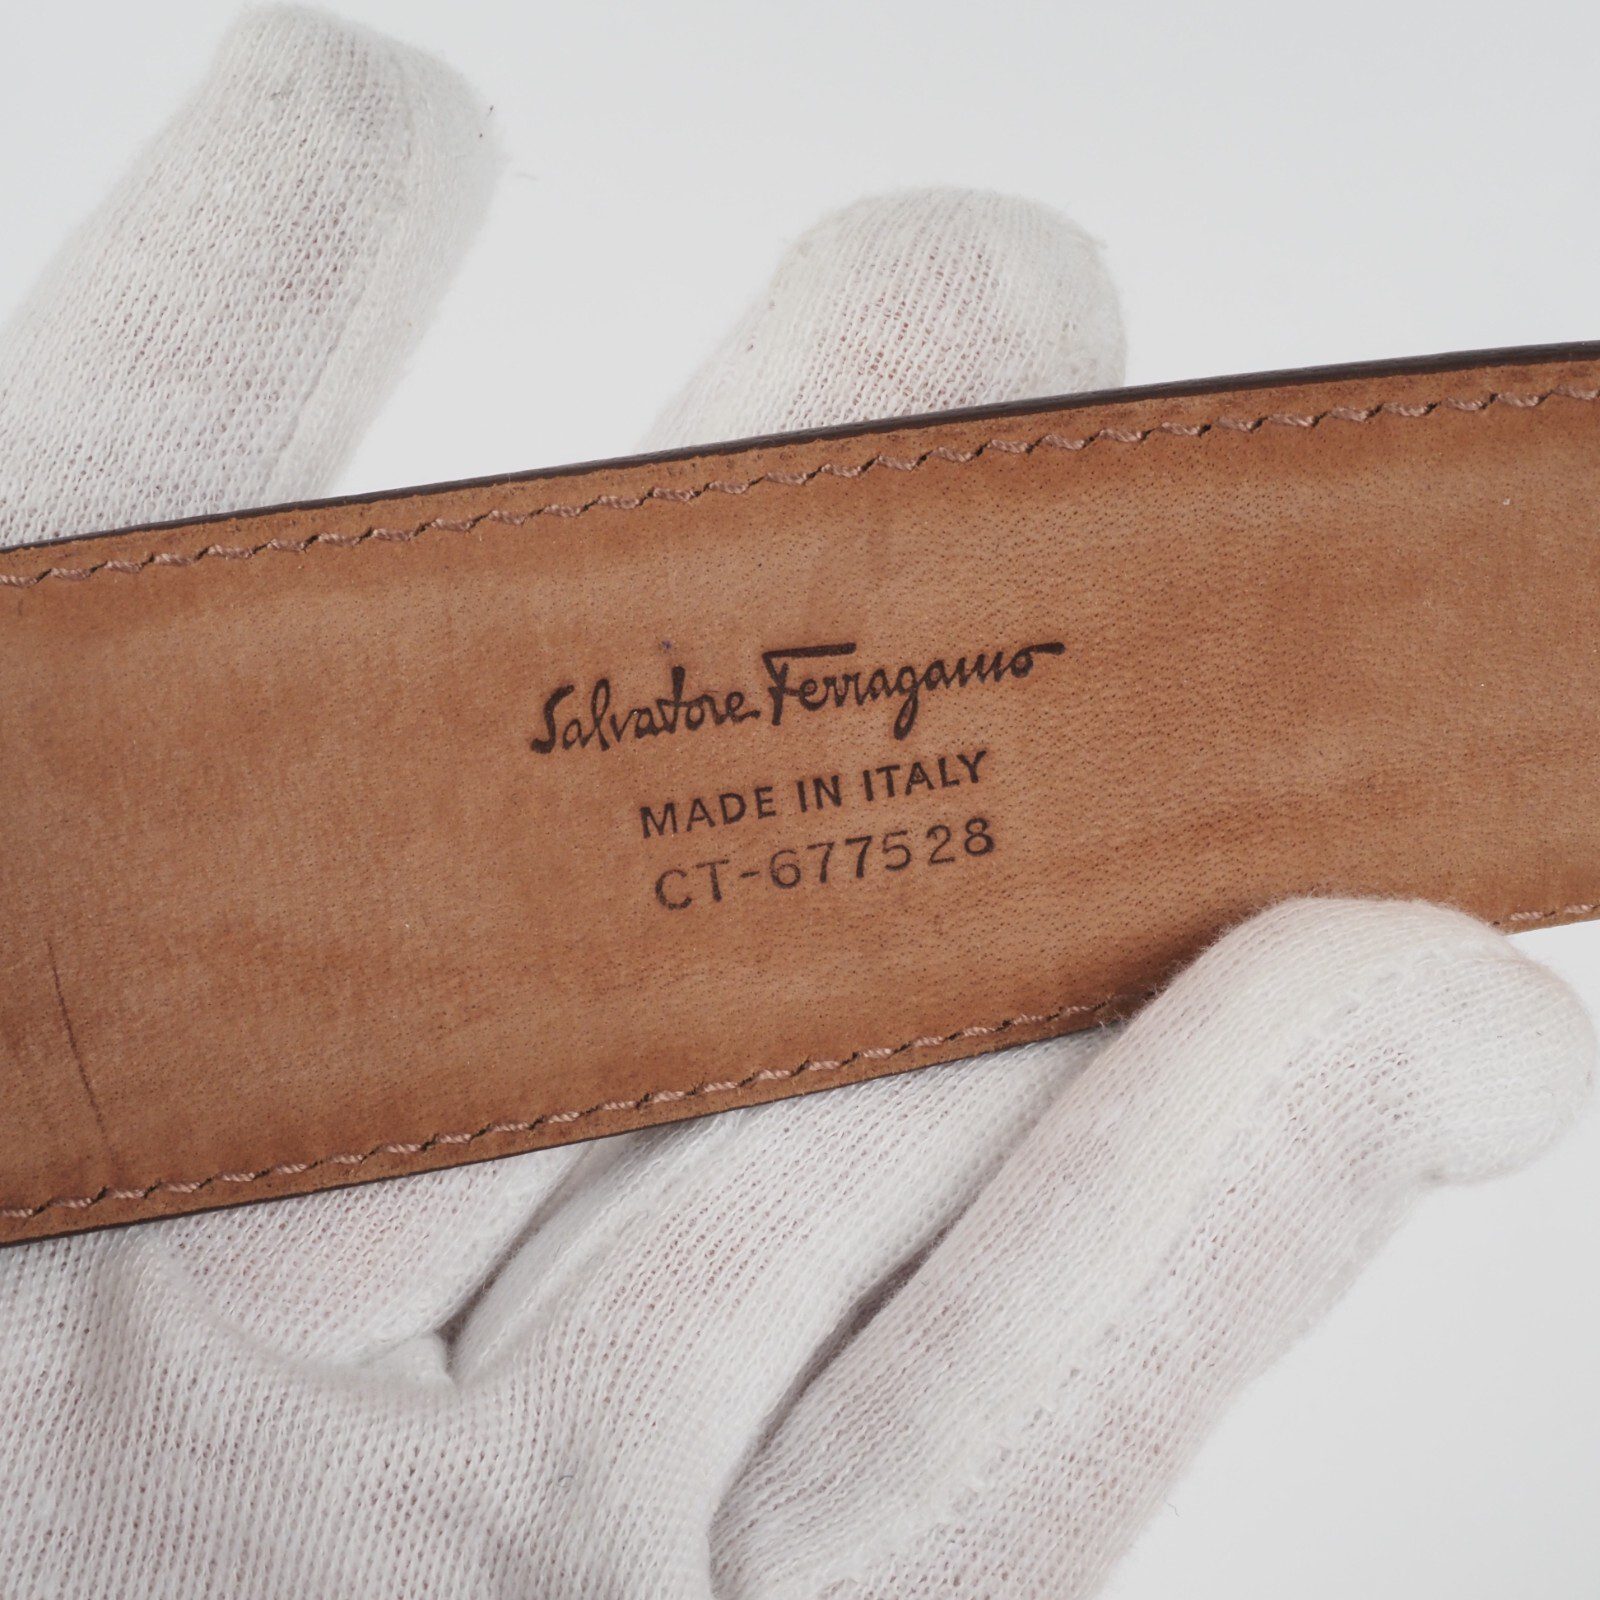 Salvatore Ferragamo
MADE IN ITALY
CT-677528